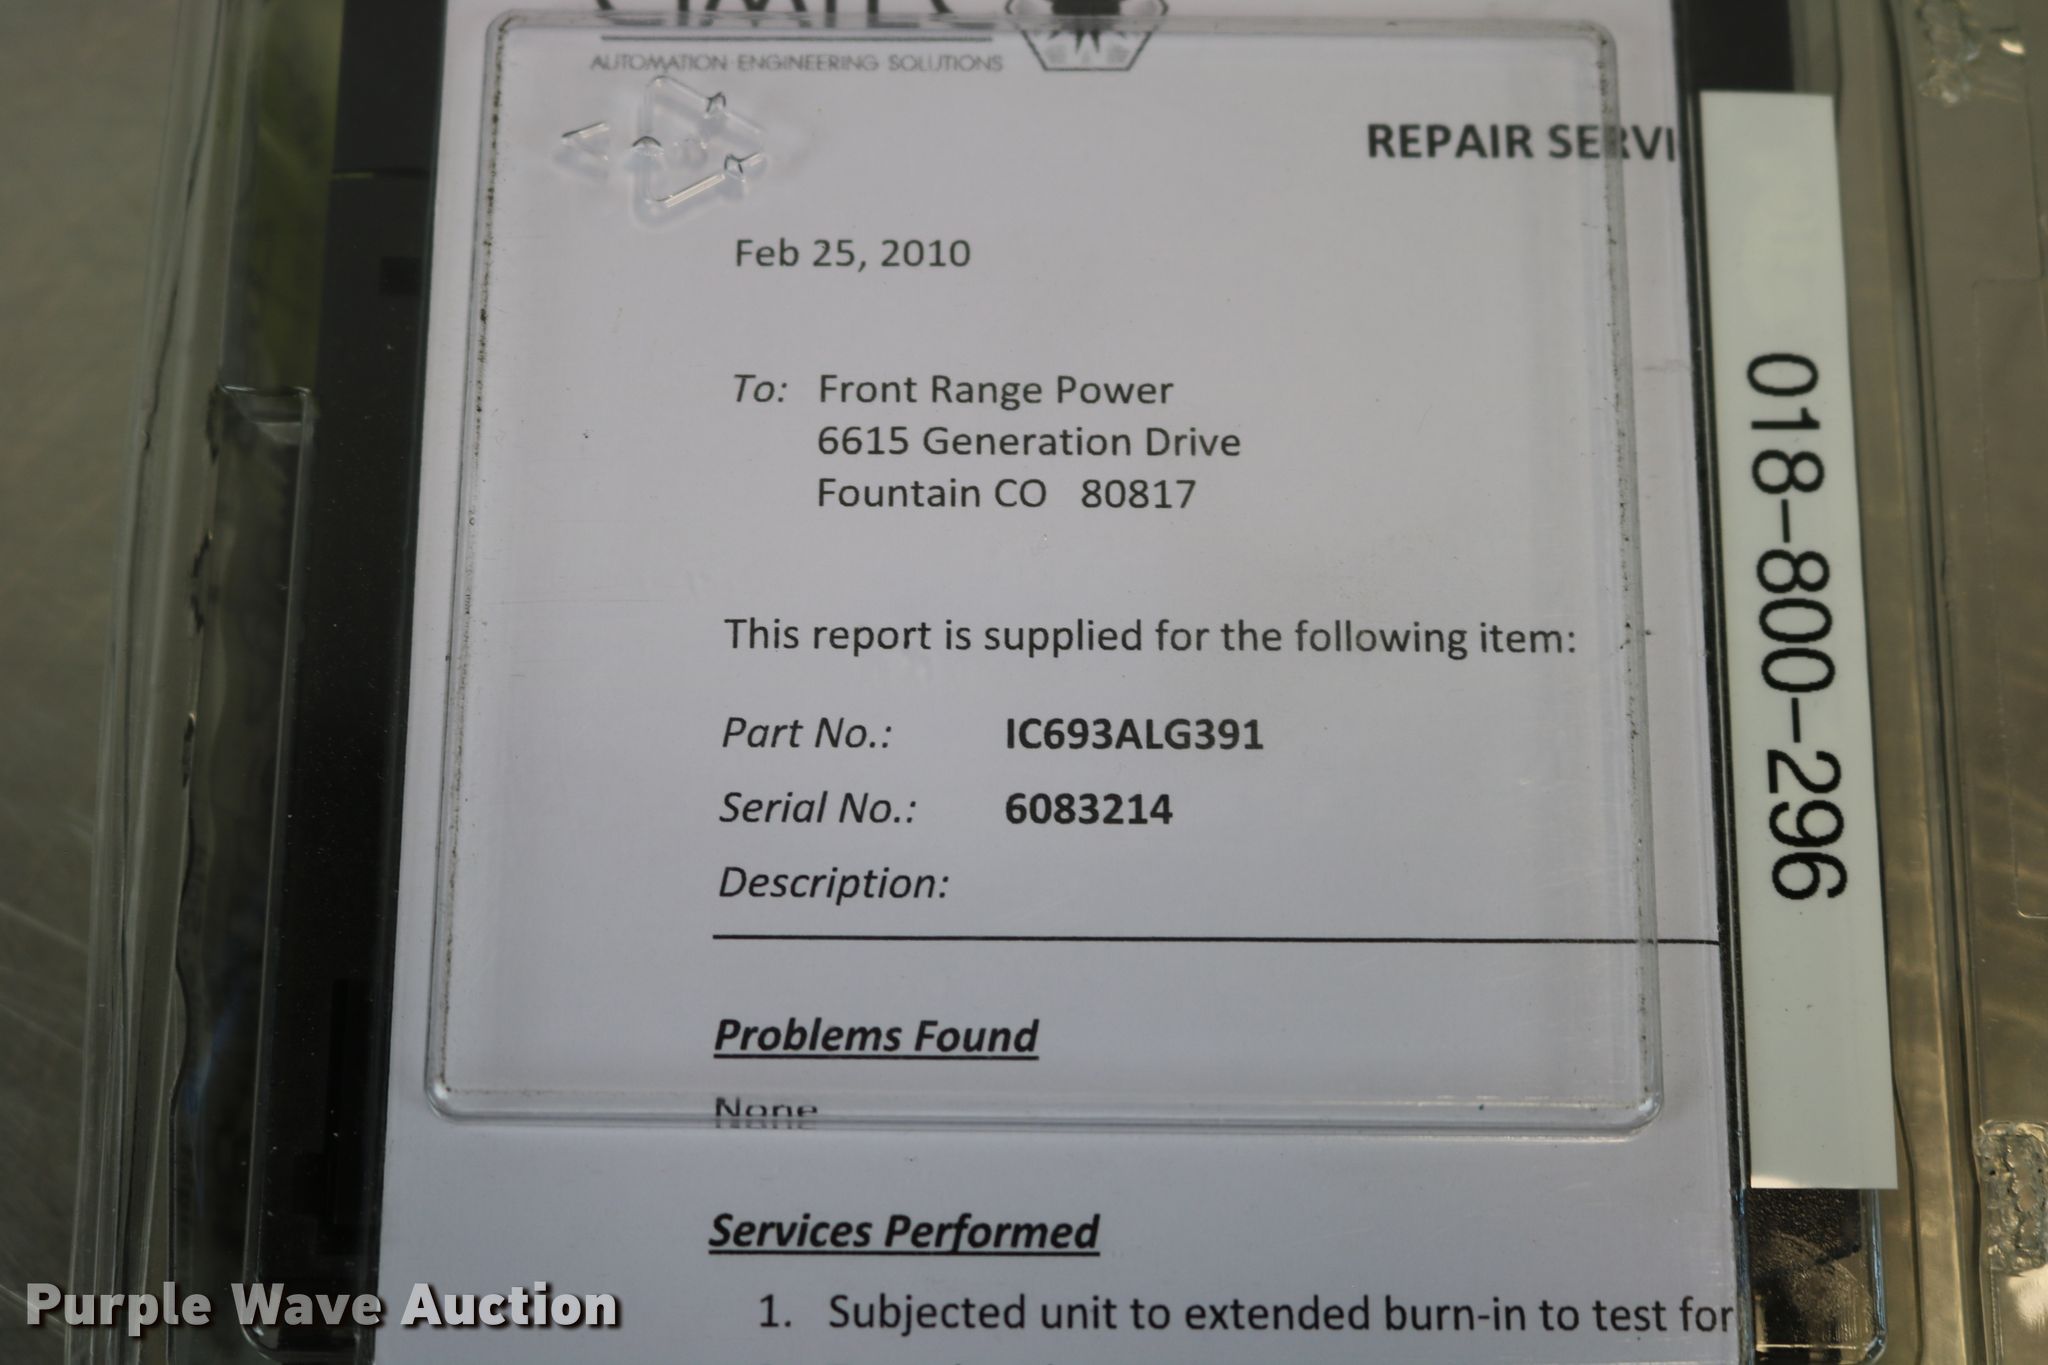 AUTOMATION ENGINEERING SOLUTIONS
REPAIR SERVI
Feb 25, 2010
To: Front Range Power
6615 Generation Drive
Fountain CO 80817
This report is supplied for the following item:
Part No.: IC693ALG391
Serial No.: 6083214
Description:
Problems Found
None
Services Performed
1. Subjected unit to extended burn-in to test for
018-800-296
Purple Wave Auction